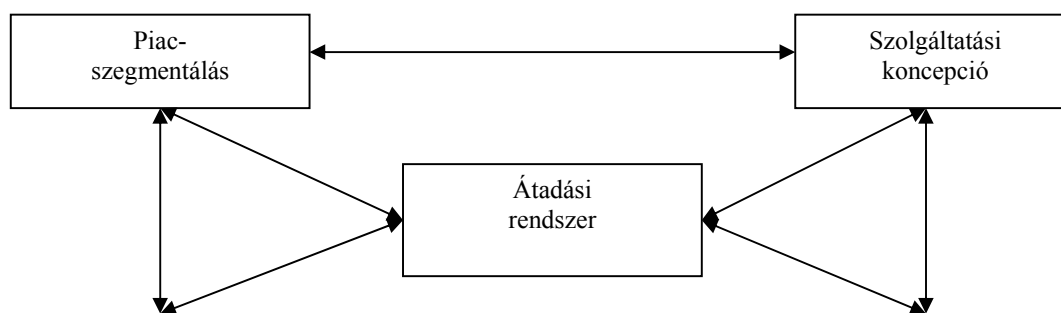 Piac-
szegmentálás
Szolgáltatási
koncepció
Átadási
rendszer